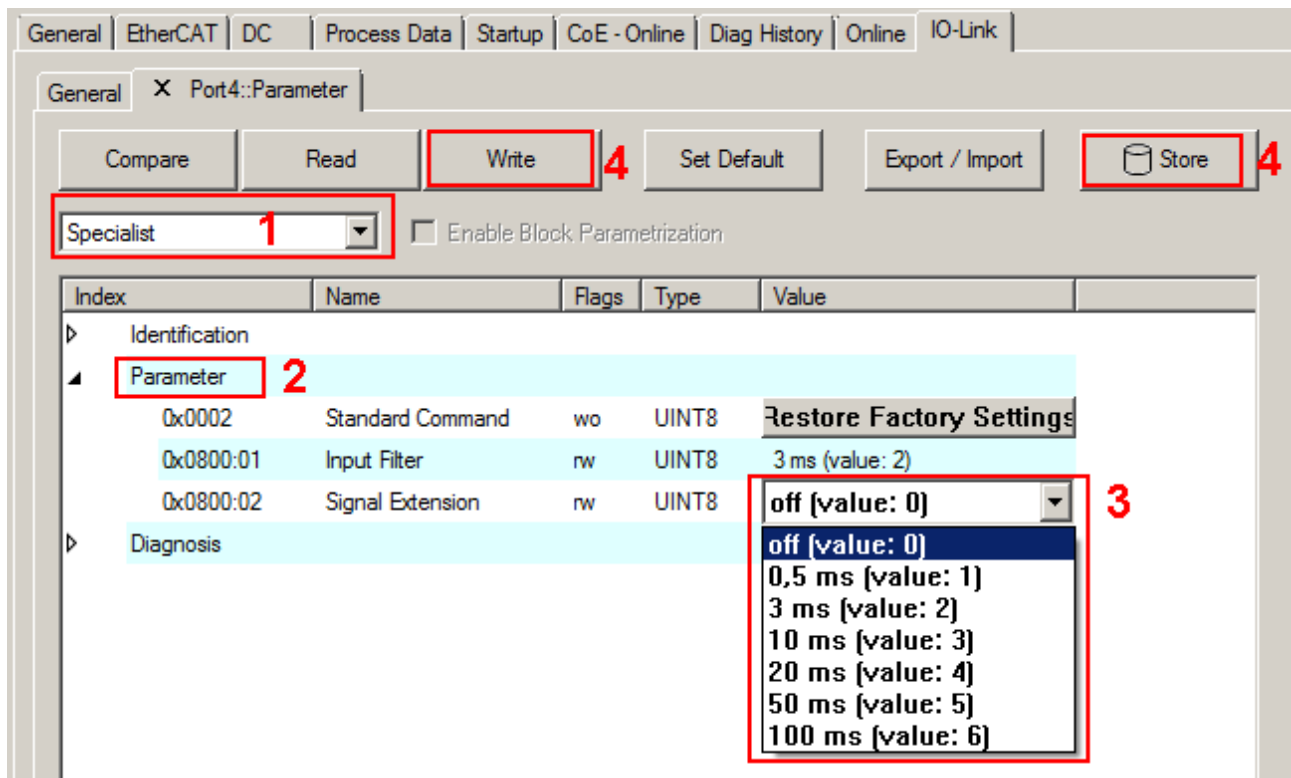 General EtherCAT DC Process Data Startup CoE - Online Diag History Online IO-Link
General X Port4::Parameter
Compare Read Write 4 Set Default Export / Import Store 4
Specialist 1 Enable Block Parametrization
Index Name Flags Type Value
Identification
Parameter 2
0x0002 Standard Command wo UINT8 Restore Factory Settings
0x0800:01 Input Filter rw UINT8 3 ms (value: 2)
0x0800:02 Signal Extension rw UINT8 off (value: 0) 3
Diagnosis off (value: 0)
0,5 ms (value: 1)
3 ms (value: 2)
10 ms (value: 3)
20 ms (value: 4)
50 ms (value: 5)
100 ms (value: 6)